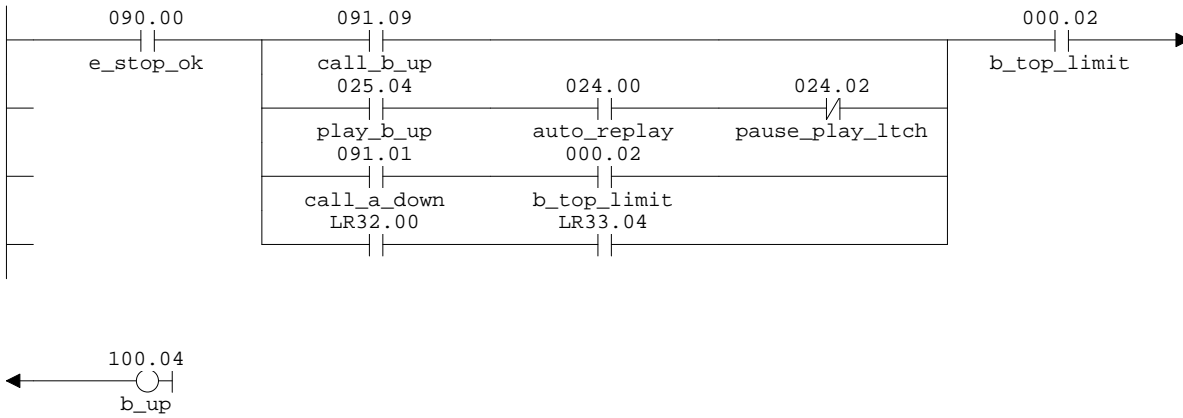 090.00 091.09 000.02
e_stop_ok call_b_up b_top_limit
025.04 024.00 024.02
play_b_up auto_replay pause_play_ltch
091.01 000.02
call_a_down b_top_limit
LR32.00 LR33.04
100.04
b_up